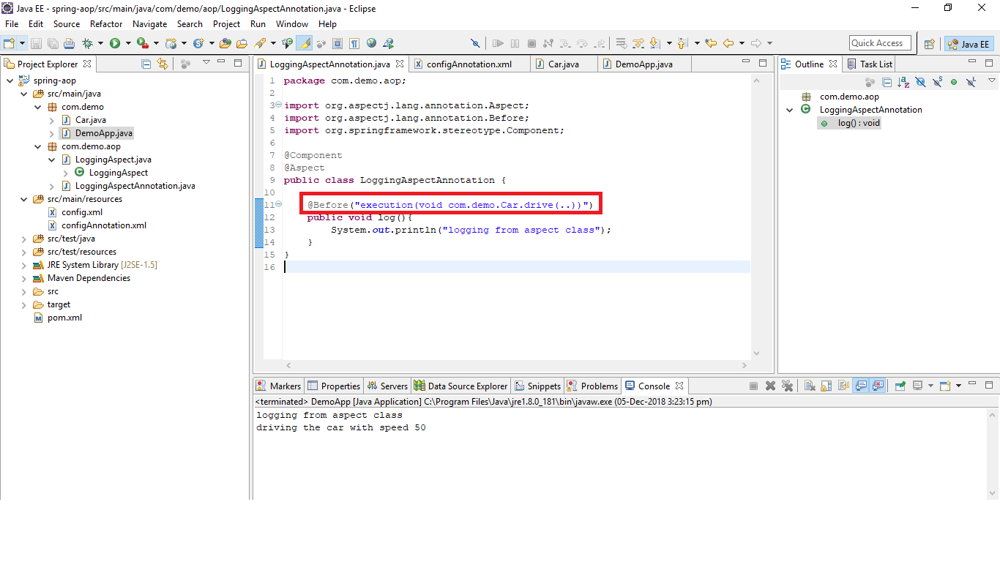 Java EE - spring-aop/src/main/java/com/demo/aop/LoggingAspectAnnotation.java - Eclipse
File Edit Source Refactor Navigate Search Project Run Window Help
Quick Access
Java EE
Project Explorer
spring-aop
src/main/java
com.demo
Car.java
DemoApp.java
com.demo.aop
LoggingAspect.java
LoggingAspect
LoggingAspectAnnotation.java
src/main/resources
config.xml
configAnnotation.xml
src/test/java
src/test/resources
JRE System Library [J2SE-1.5]
Maven Dependencies
src
target
pom.xml
LoggingAspectAnnotation.java configAnnotation.xml Car.java DemoApp.java
1 package com.demo.aop;
2
3 import org.aspectj.lang.annotation.Aspect;
4 import org.aspectj.lang.annotation.Before;
5 import org.springframework.stereotype.Component;
6
7 @Component
8 @Aspect
9 public class LoggingAspectAnnotation {
10
11 @Before("execution(void com.demo.Car.drive(..))")
12 public void log(){
13 System.out.println("logging from aspect class");
14 }
15 }
16
Outline Task List
com.demo.aop
LoggingAspectAnnotation
log() : void
Markers Properties Servers Data Source Explorer Snippets Problems Console
<terminated> DemoApp [Java Application] C:\Program Files\Java\jre1.8.0_181\bin\javaw.exe (05-Dec-2018 3:23:15 pm)
logging from aspect class
driving the car with speed 50